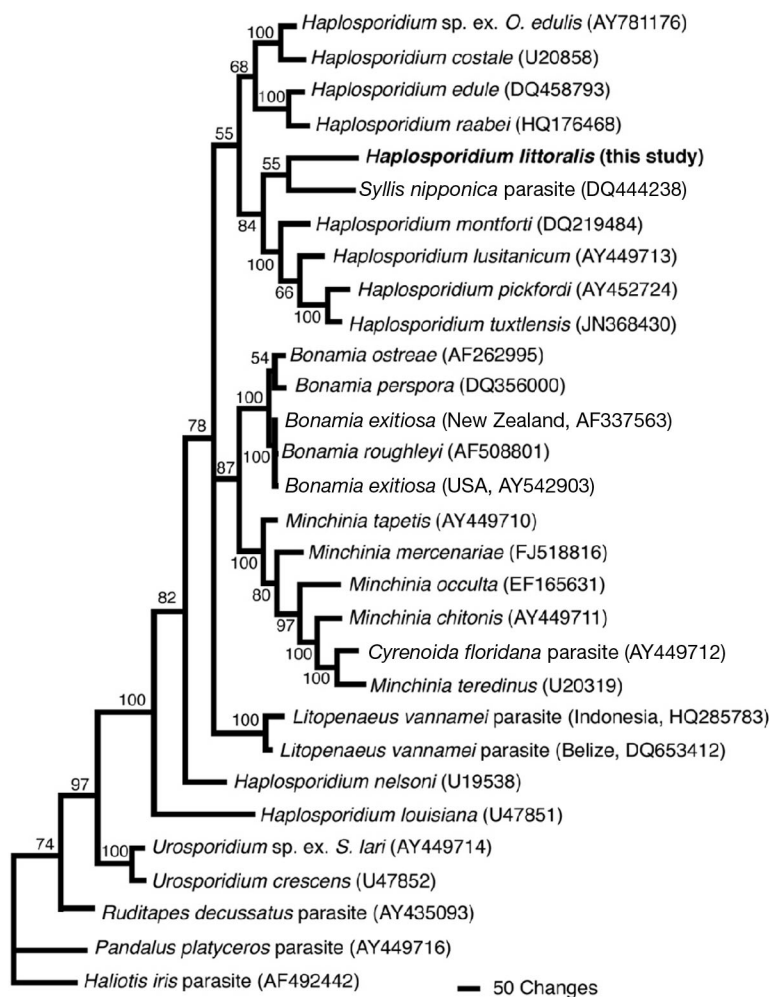 Haplosporidium sp. ex. O. edulis (AY781176)
100
Haplosporidium costale (U20858)
68
Haplosporidium edule (DQ458793)
100
Haplosporidium raabei (HQ176468)
55
Haplosporidium littoralis (this study)
55
Syllis nipponica parasite (DQ444238)
84
Haplosporidium montforti (DQ219484)
100
Haplosporidium lusitanicum (AY449713)
66
Haplosporidium pickfordi (AY452724)
100
Haplosporidium tuxtlensis (JN368430)
54
Bonamia ostreae (AF262995)
Bonamia perspora (DQ356000)
100
Bonamia exitiosa (New Zealand, AF337563)
78
Bonamia roughleyi (AF508801)
100
87
Bonamia exitiosa (USA, AY542903)
Minchinia tapetis (AY449710)
100
Minchinia mercenariae (FJ518816)
80
Minchinia occulta (EF165631)
82
97
Minchinia chitonis (AY449711)
100
Cyrenoida floridana parasite (AY449712)
100
Minchinia teredinus (U20319)
100
100
Litopenaeus vannamei parasite (Indonesia, HQ285783)
Litopenaeus vannamei parasite (Belize, DQ653412)
97
Haplosporidium nelsoni (U19538)
Haplosporidium louisiana (U47851)
74
100
Urosporidium sp. ex. S. lari (AY449714)
Urosporidium crescens (U47852)
Ruditapes decussatus parasite (AY435093)
Pandalus platyceros parasite (AY449716)
Haliotis iris parasite (AF492442)
50 Changes